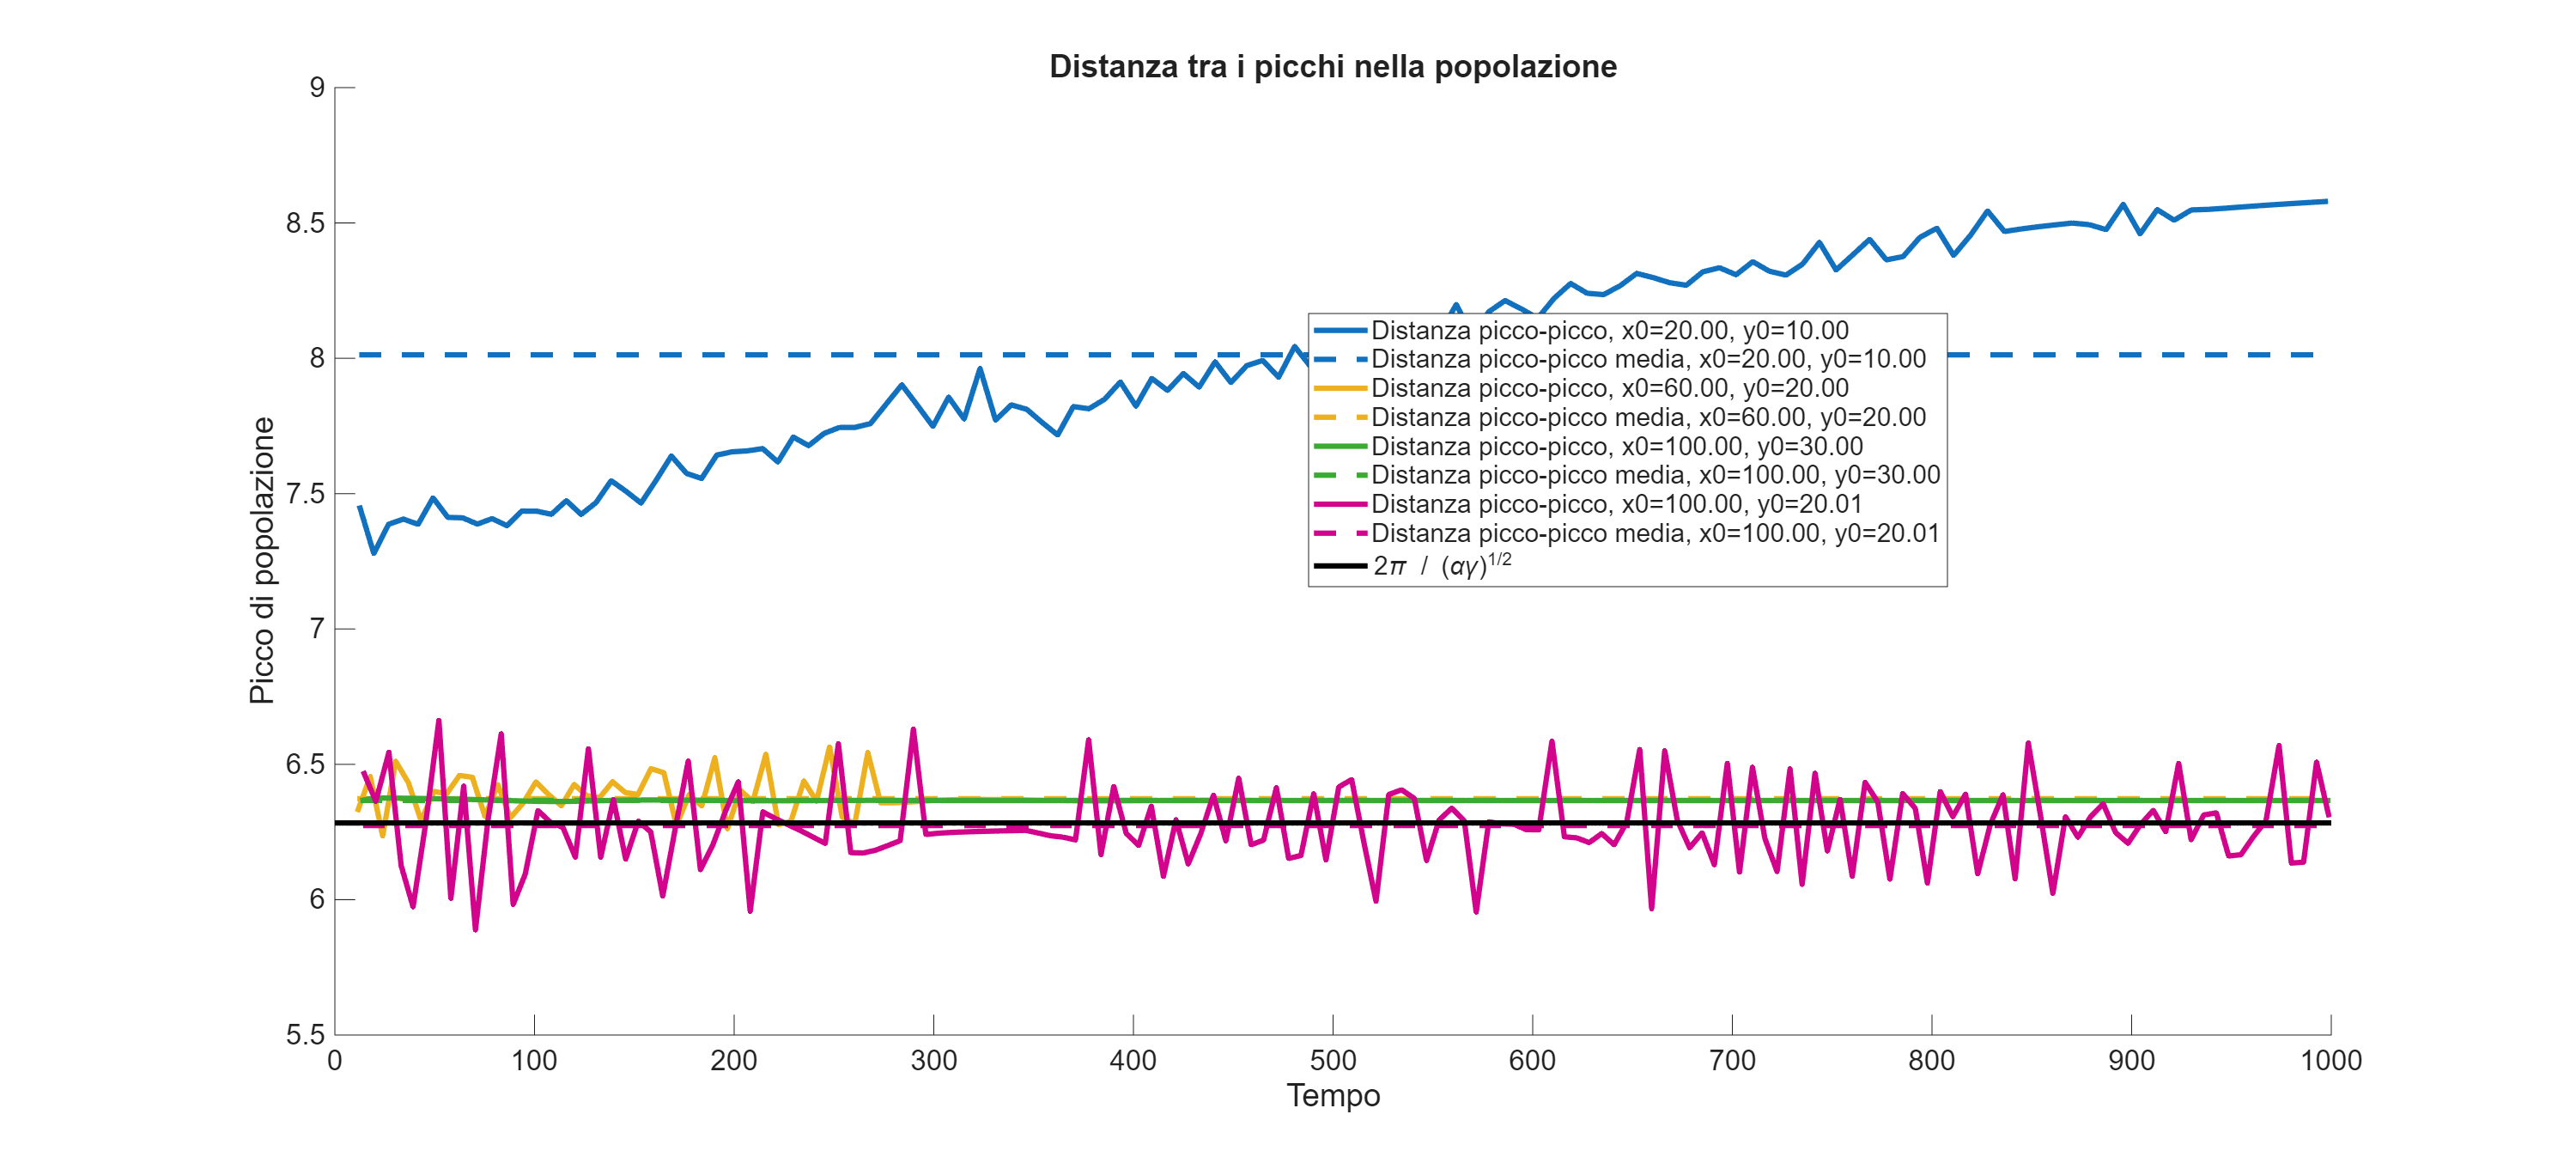 Distanza tra i picchi nella popolazione
9
8.5
8
7.5
7
6.5
6
5.5
Picco di popolazione
Distanza picco-picco, x0=20.00, y0=10.00
Distanza picco-picco media, x0=20.00, y0=10.00
Distanza picco-picco, x0=60.00, y0=20.00
Distanza picco-picco media, x0=60.00, y0=20.00
Distanza picco-picco, x0=100.00, y0=30.00
Distanza picco-picco media, x0=100.00, y0=30.00
Distanza picco-picco, x0=100.00, y0=20.01
Distanza picco-picco media, x0=100.00, y0=20.01
2π / (αγ)^1/2
0 100 200 300 400 500 600 700 800 900 1000
Tempo